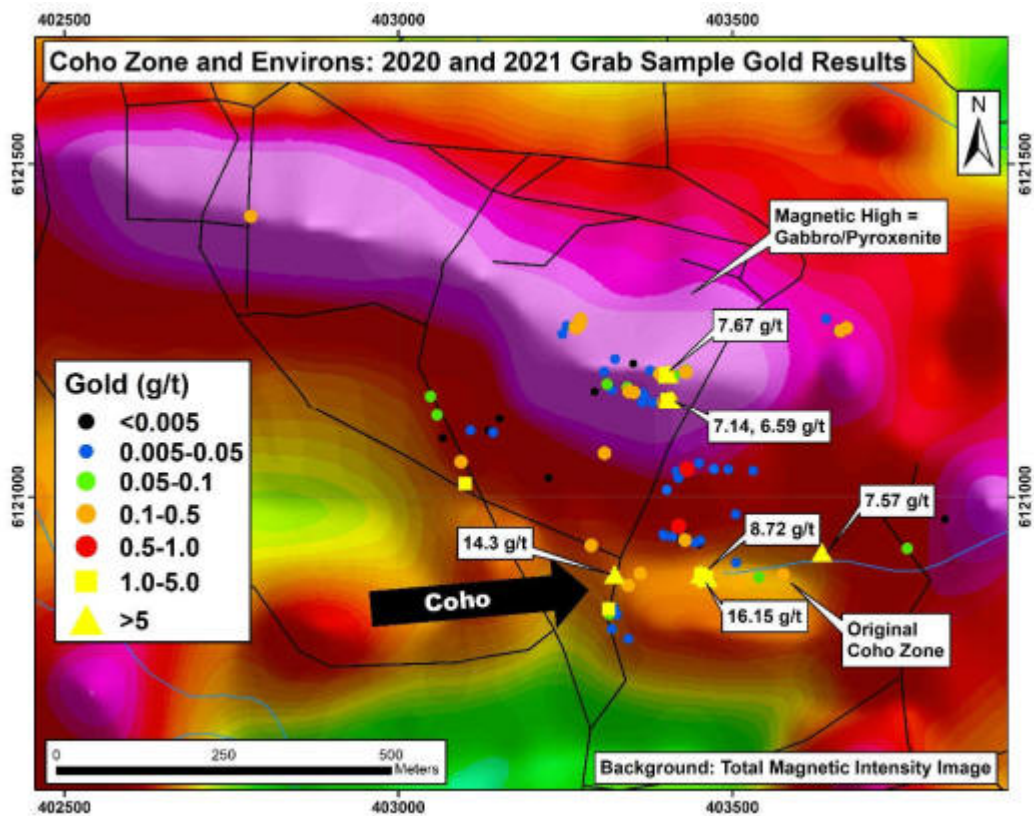 402500 403000 403500
Coho Zone and Environs: 2020 and 2021 Grab Sample Gold Results
N
6121500
6121500
Magnetic High =
Gabbro/Pyroxenite
7.67 g/t
Gold (g/t)
<0.005
0.005-0.05
0.05-0.1
0.1-0.5
0.5-1.0
1.0-5.0
>5
7.14, 6.59 g/t
6121000
6121000
7.57 g/t
14.3 g/t
8.72 g/t
Coho
16.15 g/t
Original
Coho Zone
0 250 500
Meters
Background: Total Magnetic Intensity Image
402500 403000 403500